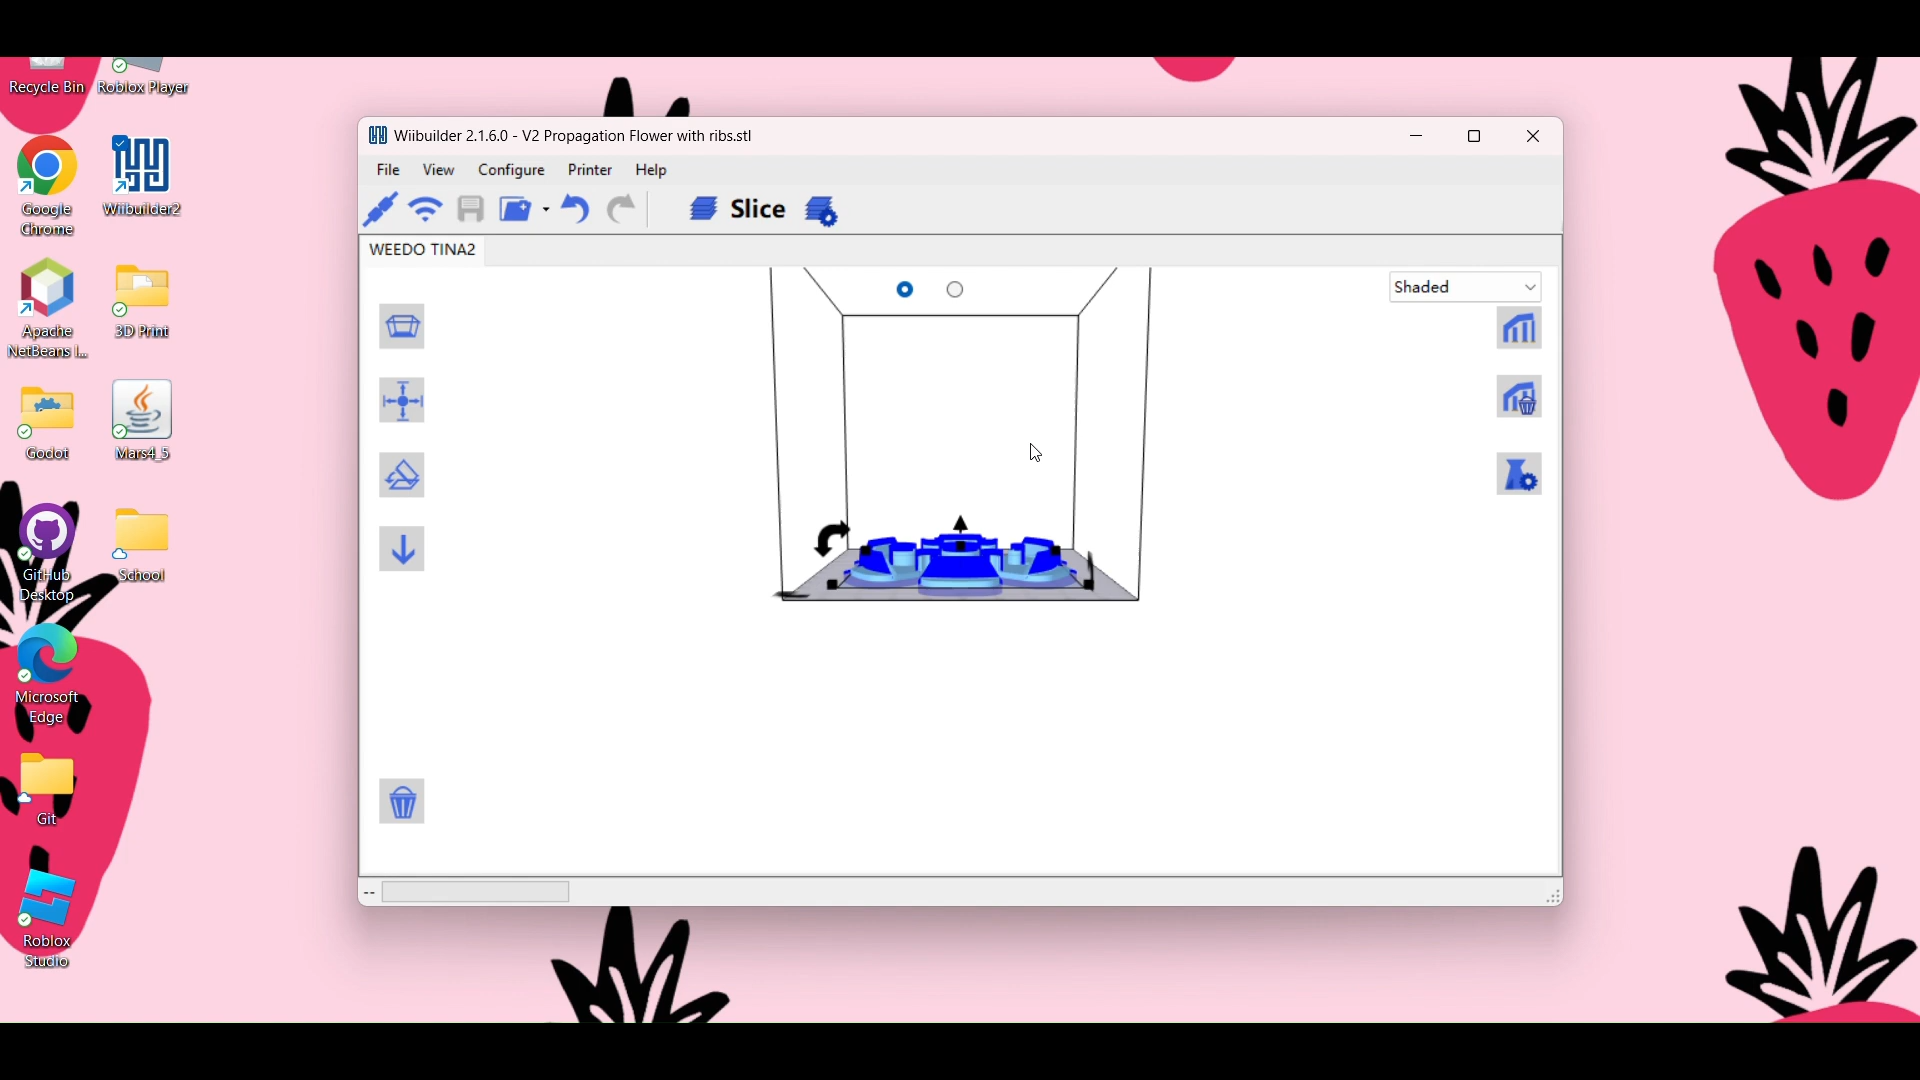 Recycle Bin
Roblox Player
Google
Chrome
Wiibuilder2
Apache
NetBeans I...
3D Print
Godot
Mars4_5
GitHub
Desktop
School
Microsoft
Edge
Git
Roblox
Studio
Wiibuilder 2.1.6.0 - V2 Propagation Flower with ribs.stl
File View Configure Printer Help
Slice
WEEDO TINA2
Shaded
--